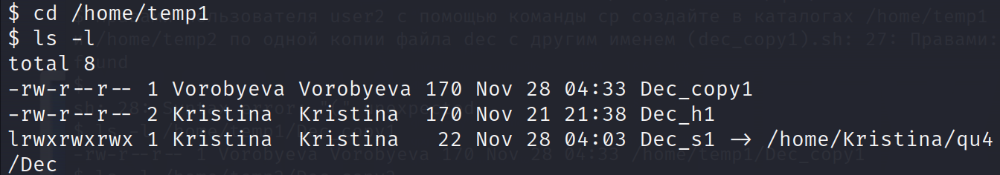 $ cd /home/temp1
$ ls -l
total 8
-rw-r--r-- 1 Vorobyeva Vorobyeva 170 Nov 28 04:33 Dec_copy1
-rw-r--r-- 2 Kristina  Kristina  170 Nov 21 21:38 Dec_h1
lrwxrwxrwx 1 Kristina  Kristina   22 Nov 28 04:03 Dec_s1 -> /home/Kristina/qu4
/Dec